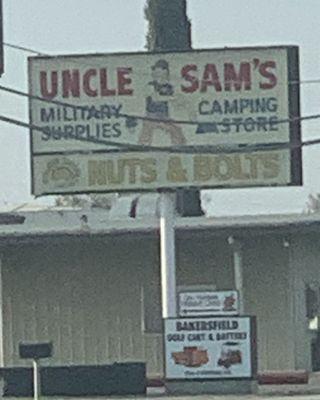 UNCLE SAM'S
MILITARY SUPPLIES
CAMPING STORE
NUTS & BOLTS
BAKERSFIELD
GOLF CART & BATTERY